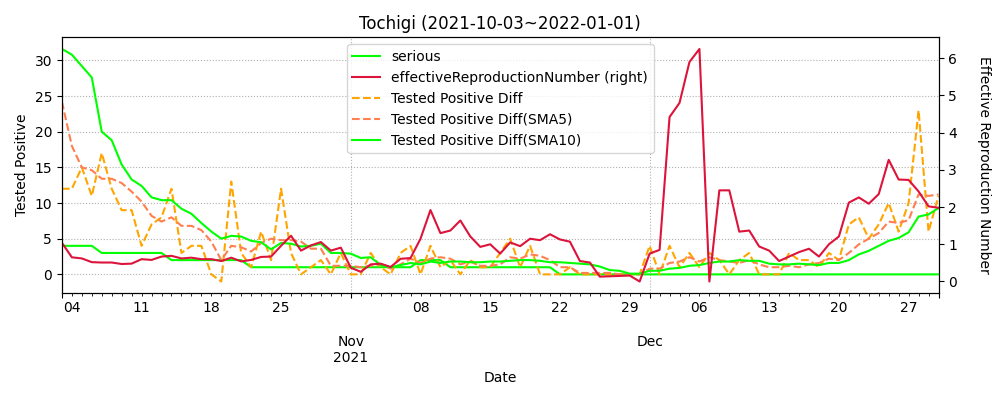 Tochigi (2021-10-03~2022-01-01)
serious
effectiveReproductionNumber (right)
Tested Positive Diff
Tested Positive Diff(SMA5)
Tested Positive Diff(SMA10)
Tested Positive
30
25
20
15
10
5
0
6
5
4
3
2
1
0
Effective Reproduction Number
04 11 18 25 08 15 22 29 06 13 20 27
Nov Dec
2021
Date